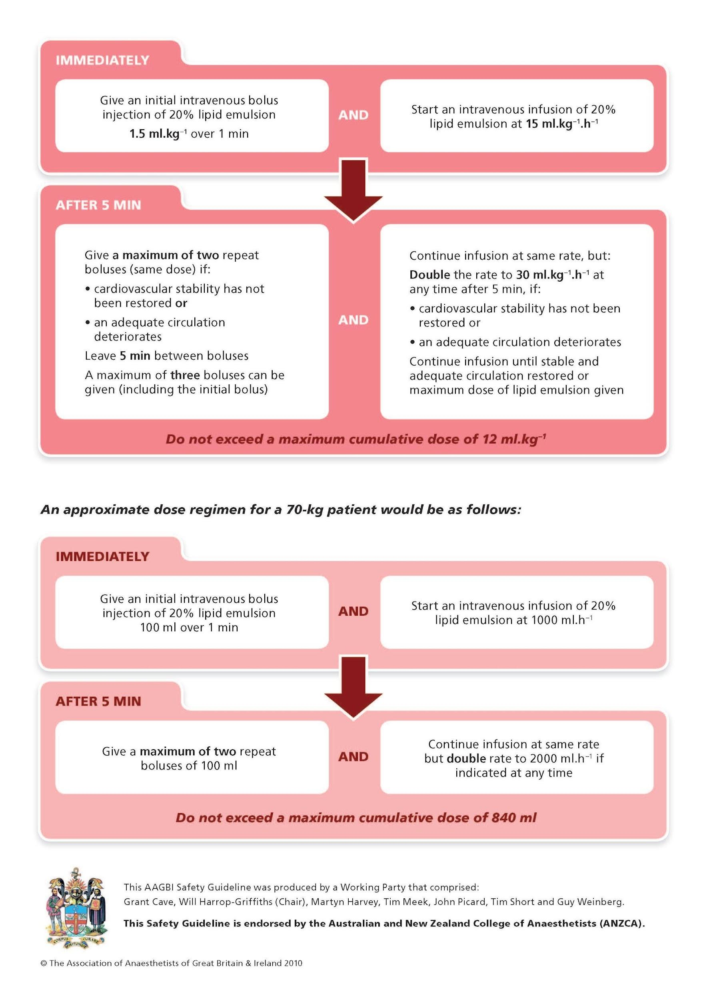 IMMEDIATELY
Give an initial intravenous bolus
injection of 20% lipid emulsion
1.5 ml.kg⁻¹ over 1 min
AND
Start an intravenous infusion of 20%
lipid emulsion at 15 ml.kg⁻¹.h⁻¹
AFTER 5 MIN
Give a maximum of two repeat
boluses (same dose) if:
• cardiovascular stability has not
been restored or
• an adequate circulation
deteriorates
Leave 5 min between boluses
A maximum of three boluses can be
given (including the initial bolus)
AND
Continue infusion at same rate, but:
Double the rate to 30 ml.kg⁻¹.h⁻¹ at
any time after 5 min, if:
• cardiovascular stability has not been
restored or
• an adequate circulation deteriorates
Continue infusion until stable and
adequate circulation restored or
maximum dose of lipid emulsion given
Do not exceed a maximum cumulative dose of 12 ml.kg⁻¹
An approximate dose regimen for a 70-kg patient would be as follows:
IMMEDIATELY
Give an initial intravenous bolus
injection of 20% lipid emulsion
100 ml over 1 min
AND
Start an intravenous infusion of 20%
lipid emulsion at 1000 ml.h⁻¹
AFTER 5 MIN
Give a maximum of two repeat
boluses of 100 ml
AND
Continue infusion at same rate
but double rate to 2000 ml.h⁻¹ if
indicated at any time
Do not exceed a maximum cumulative dose of 840 ml
This AAGBI Safety Guideline was produced by a Working Party that comprised:
Grant Cave, Will Harrop-Griffiths (Chair), Martyn Harvey, Tim Meek, John Picard, Tim Short and Guy Weinberg.
This Safety Guideline is endorsed by the Australian and New Zealand College of Anaesthetists (ANZCA).
CORPUS CURARE
SPIRITUMQUE
© The Association of Anaesthetists of Great Britain & Ireland 2010